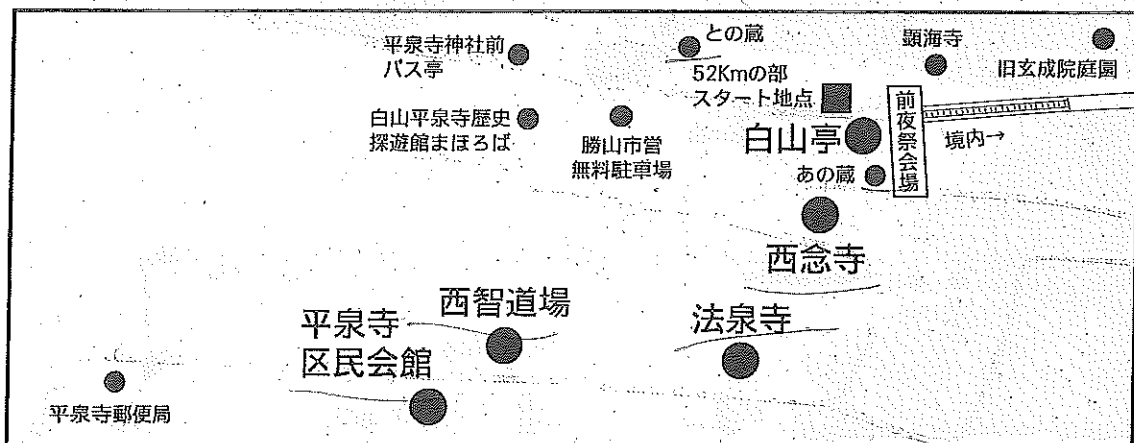 平泉寺神社前
バス亭
との蔵
顕海寺
旧玄成院庭園
52Kmの部
スタート地点
白山平泉寺歴史
探遊館まほろば
勝山市営
無料駐車場
白山亭
前夜祭会場
境内→
あの蔵
西念寺
西智道場
法泉寺
平泉寺
区民会館
平泉寺郵便局